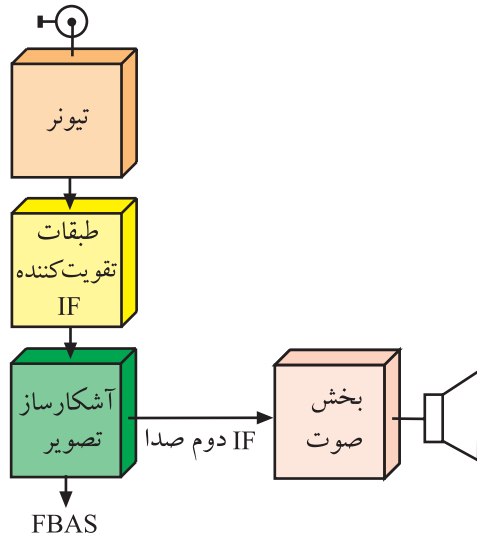 تیونر
طبقات
تقویت‌کننده
IF
آشکارساز
تصویر
IF دوم صدا
بخش
صوت
FBAS